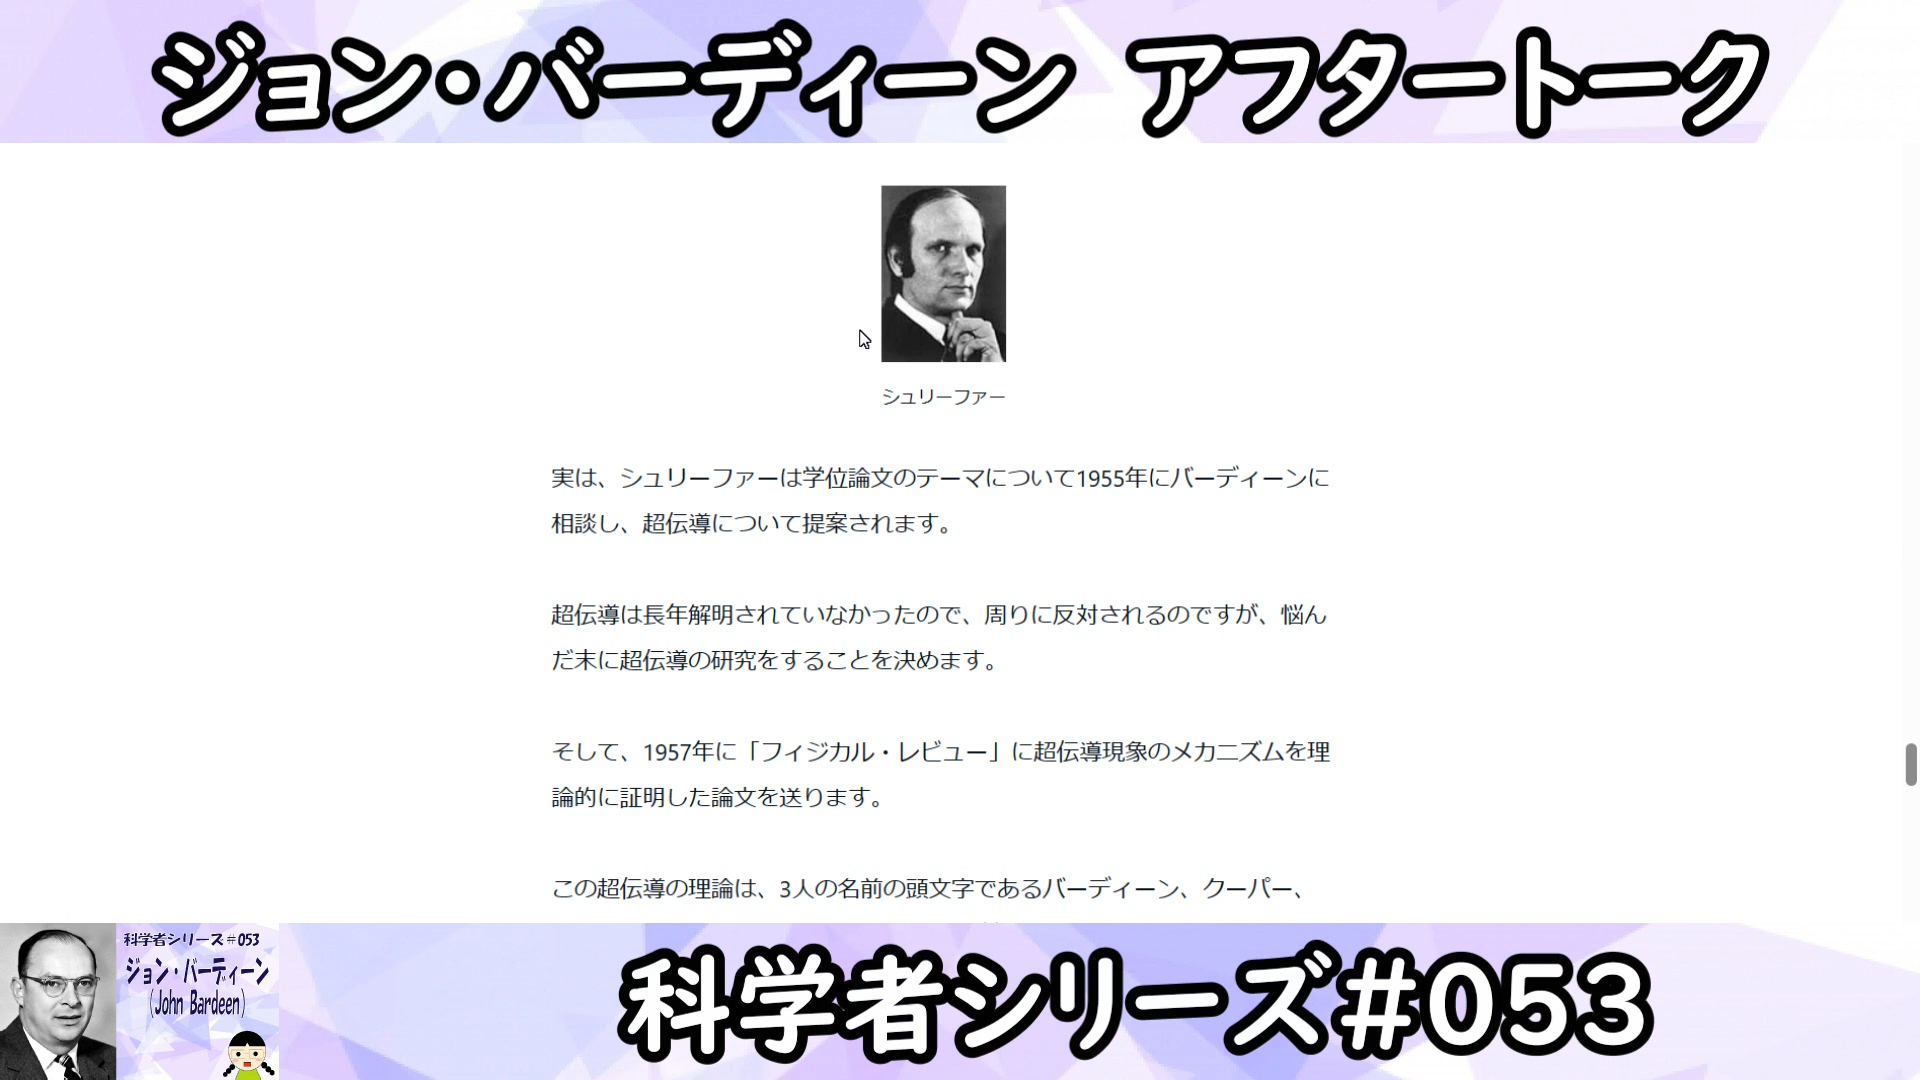 ジョン・バーディーン アフタートーク
シュリーファー
実は、シュリーファーは学位論文のテーマについて1955年にバーディーンに
相談し、超伝導について提案されます。
超伝導は長年解明されていなかったので、周りに反対されるのですが、悩ん
だ末に超伝導の研究をすることを決めます。
そして、1957年に「フィジカル・レビュー」に超伝導現象のメカニズムを理
論的に証明した論文を送ります。
この超伝導の理論は、3人の名前の頭文字であるバーディーン、クーパー、
科学者シリーズ#053
ジョン・バーディーン
(John Bardeen)
科学者シリーズ#053